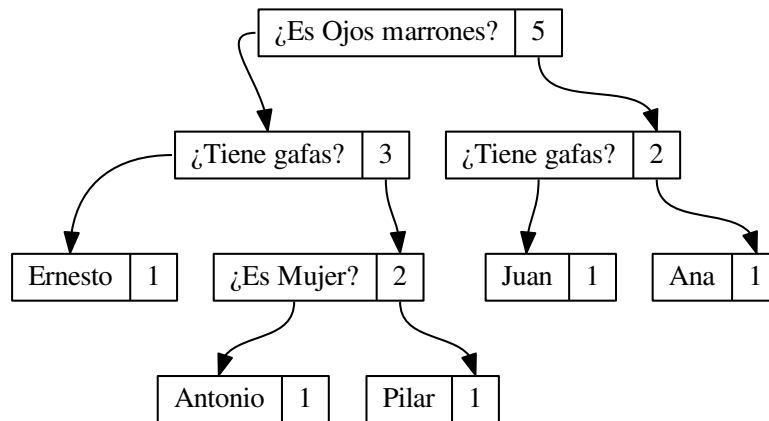 ¿Es Ojos marrones? 5
¿Tiene gafas? 3
¿Tiene gafas? 2
Ernesto 1
¿Es Mujer? 2
Juan 1
Ana 1
Antonio 1
Pilar 1